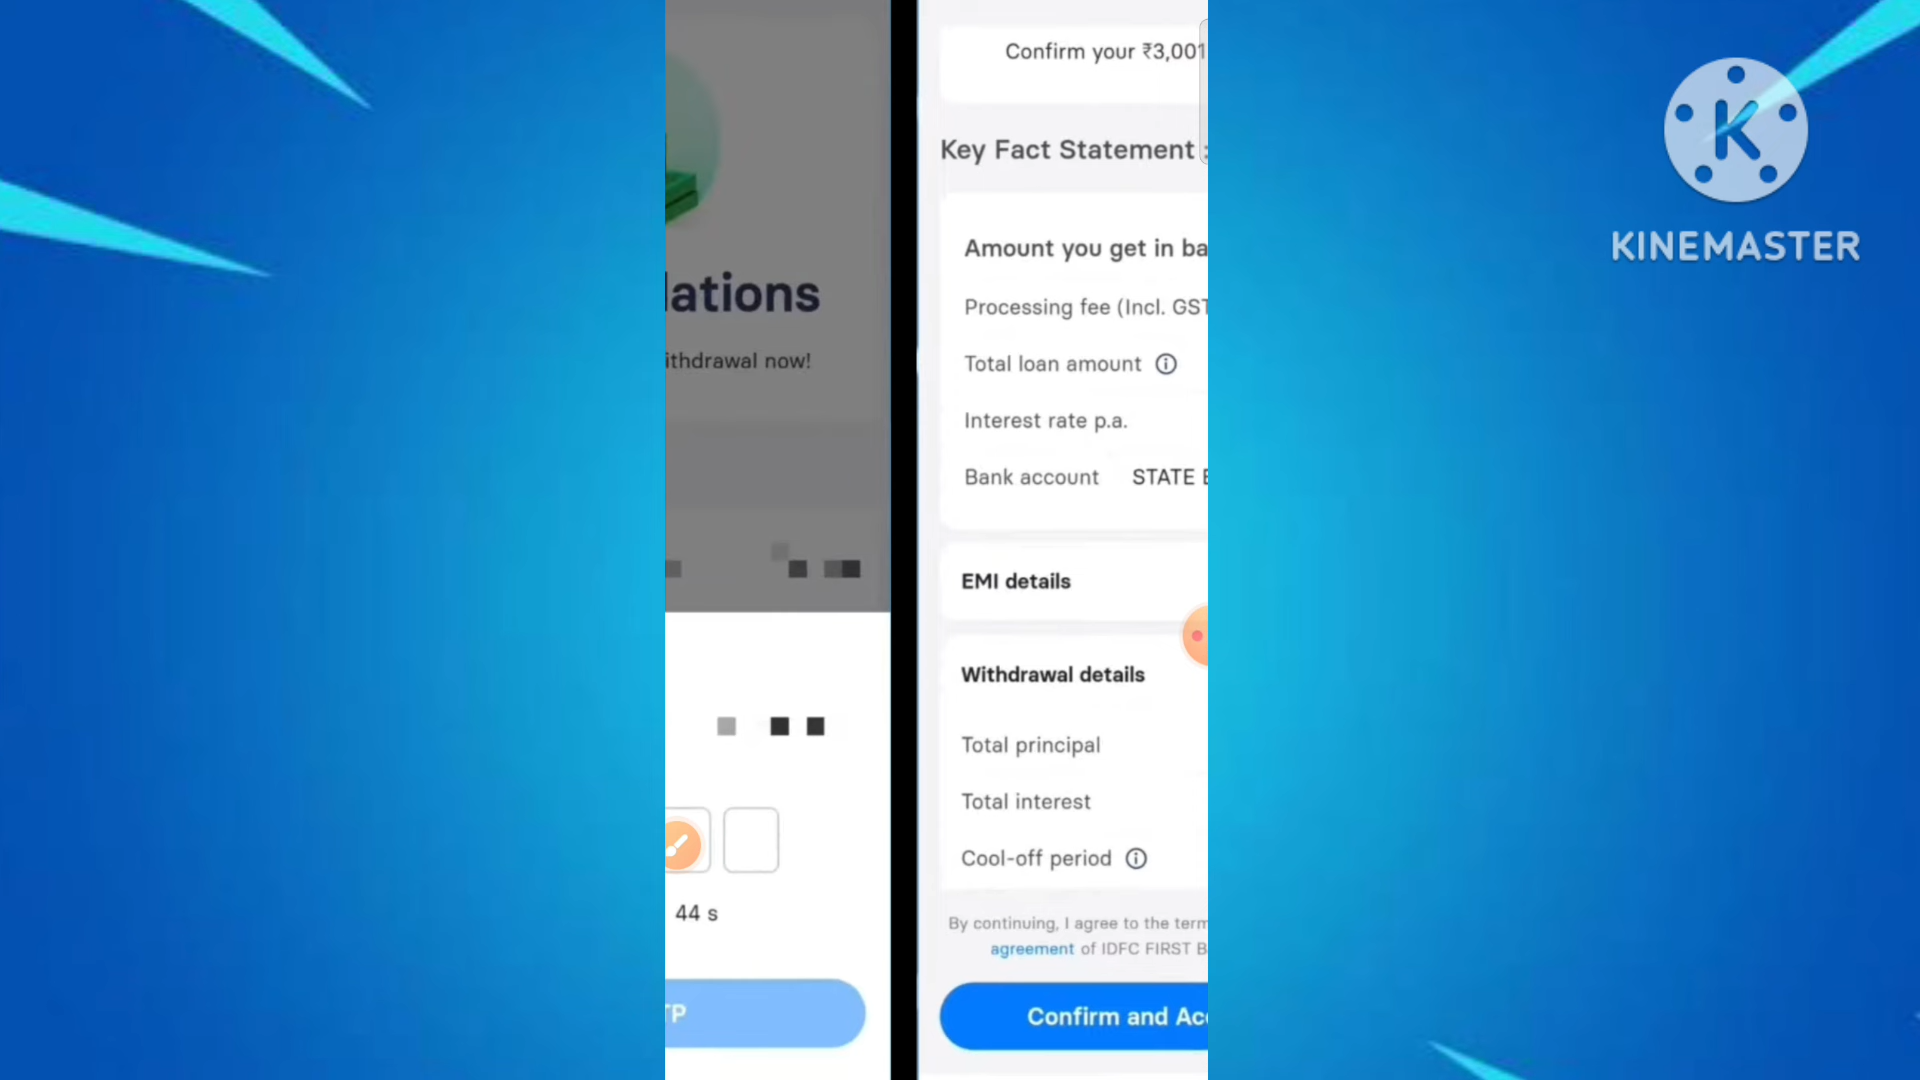 lations
ithdrawal now!
44 s
TP
Confirm your ₹3,001
Key Fact Statement
Amount you get in ba
Processing fee (Incl. GST
Total loan amount
Interest rate p.a.
Bank account STATE B
EMI details
Withdrawal details
Total principal
Total interest
Cool-off period
By continuing, I agree to the term
agreement of IDFC FIRST B
Confirm and Acc
K
KINEMASTER